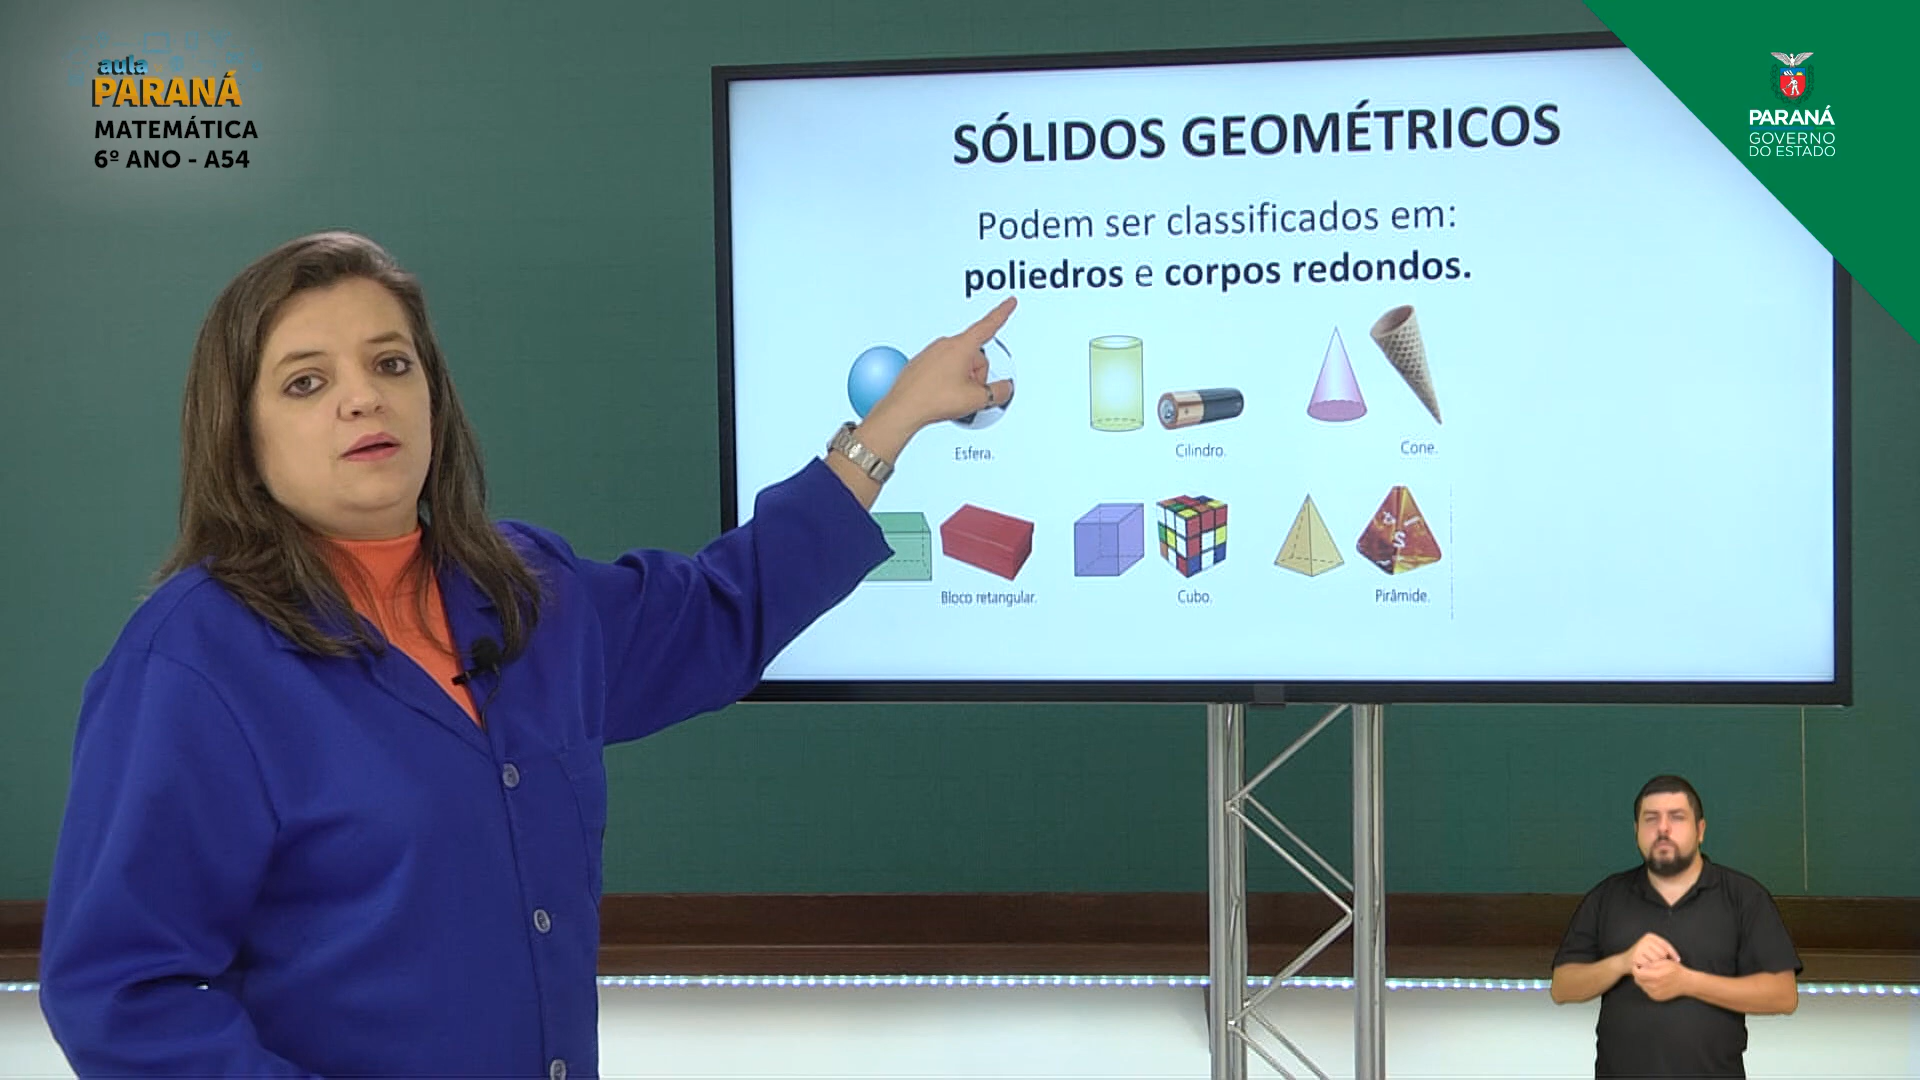 aula
PARANÁ
MATEMÁTICA
6º ANO - A54
PARANÁ
GOVERNO
DO ESTADO
SÓLIDOS GEOMÉTRICOS
Podem ser classificados em:
poliedros e corpos redondos.
Esfera.
Cilindro.
Cone.
Bloco retangular.
Cubo.
Pirâmide.